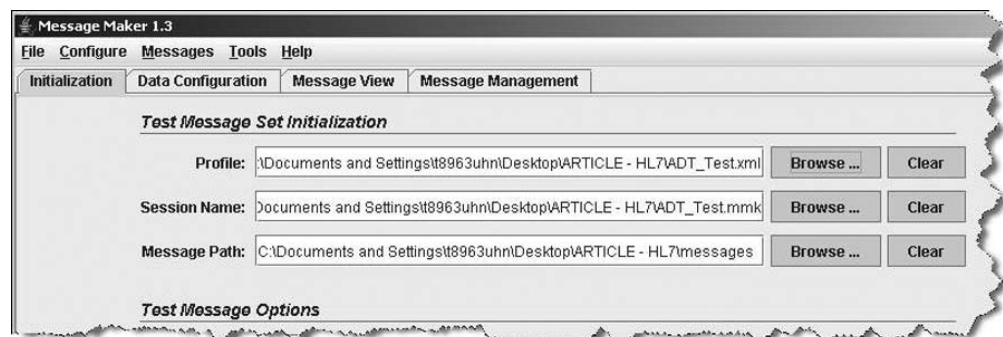 Message Maker 1.3
File Configure Messages Tools Help
Initialization Data Configuration Message View Message Management
Test Message Set Initialization
Profile: :\Documents and Settings\t8963uhn\Desktop\ARTICLE - HL7\ADT_Test.xml Browse ... Clear
Session Name: Documents and Settings\t8963uhn\Desktop\ARTICLE - HL7\ADT_Test.mmk Browse ... Clear
Message Path: C:\Documents and Settings\t8963uhn\Desktop\ARTICLE - HL7\messages Browse ... Clear
Test Message Options